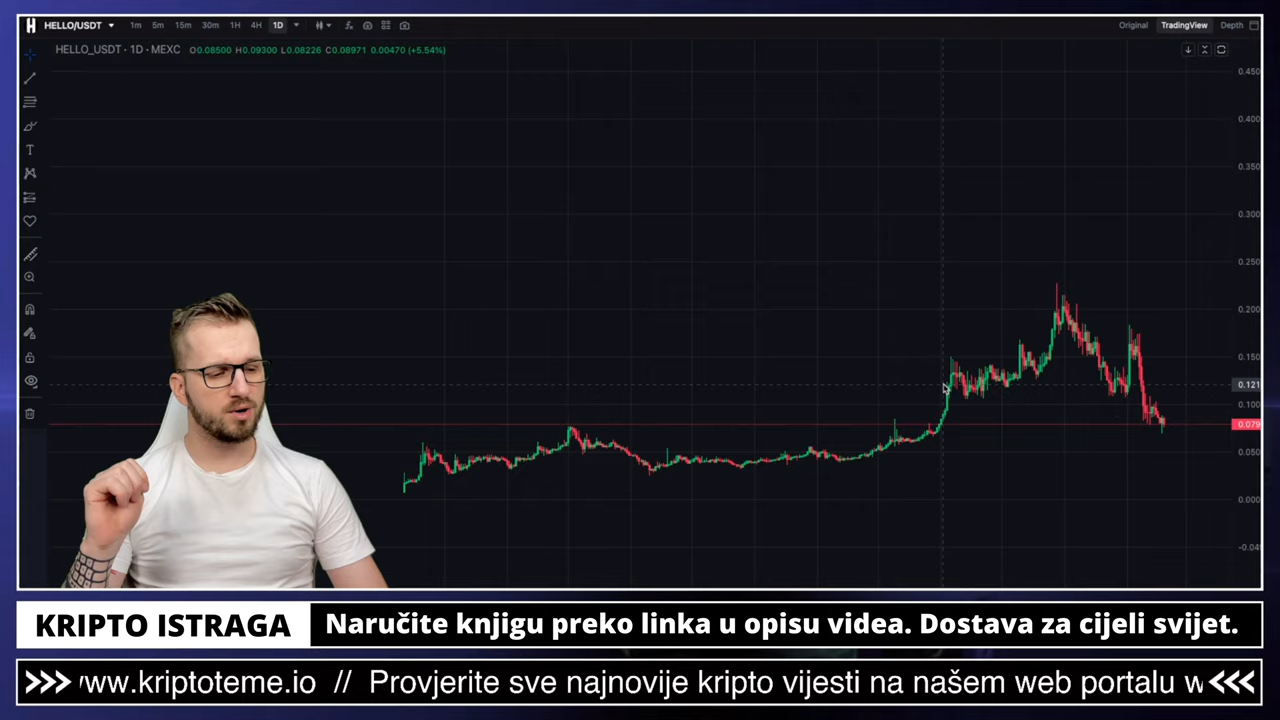 HELLO/USDT 1m 5m 15m 30m 1H 4H 1D Original TradingView Depth
HELLO_USDT · 1D · MEXC O0.08500 H0.09300 L0.08226 C0.08971 0.00470 (+5.54%)
0.450
0.400
0.350
0.300
0.250
0.200
0.150
0.121
0.100
0.079
0.050
0.000
KRIPTO ISTRAGA
Naručite knjigu preko linka u opisu videa. Dostava za cijeli svijet.
>>> www.kriptoteme.io // Provjerite sve najnovije kripto vijesti na našem web portalu w <<<